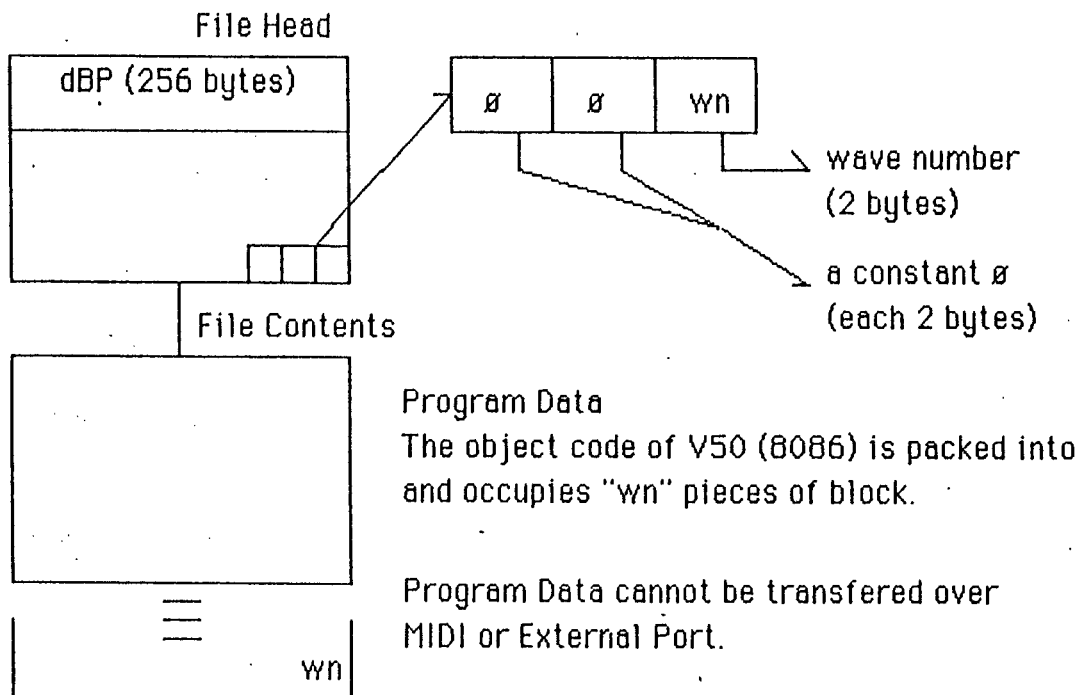 File Head
dBP (256 bytes)
ø ø wn
wave number
(2 bytes)
a constant ø
(each 2 bytes)
File Contents
Program Data
The object code of V50 (8086) is packed into
and occupies "wn" pieces of block.
Program Data cannot be transfered over
MIDI or External Port.
wn